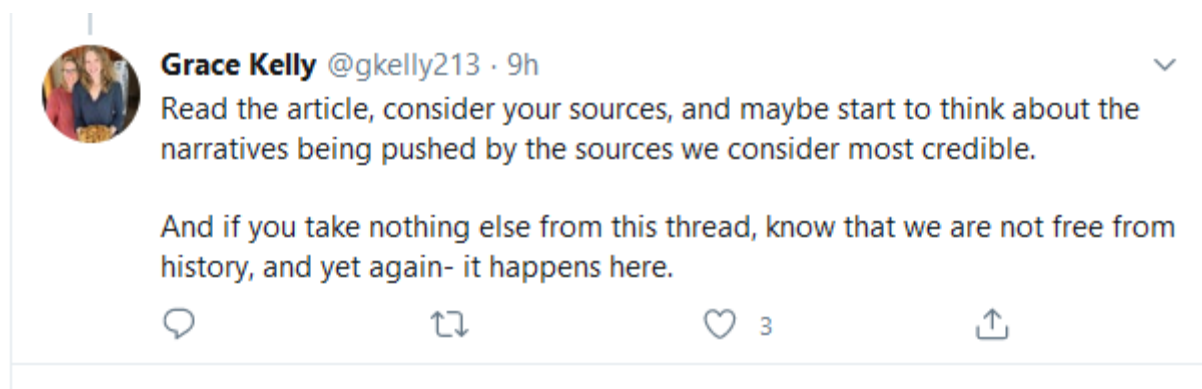 Grace Kelly @gkelly213 · 9h
Read the article, consider your sources, and maybe start to think about the
narratives being pushed by the sources we consider most credible.
And if you take nothing else from this thread, know that we are not free from
history, and yet again- it happens here.
3